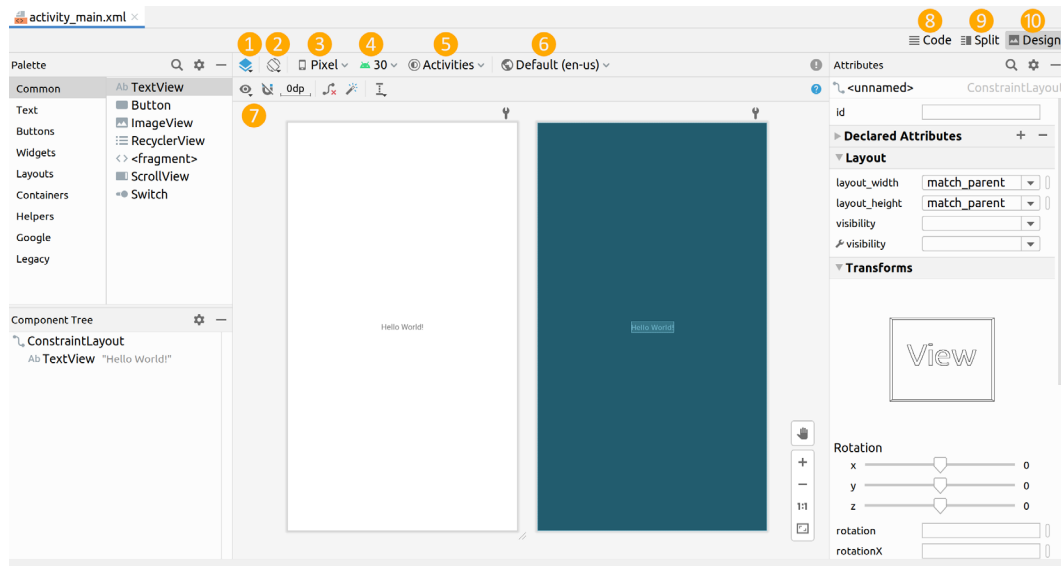 activity_main.xml
8 9 10
Code Split Design
1 2 3 4 5 6
Palette
Pixel 30 Activities Default (en-us)
Attributes
Common
Text
Buttons
Widgets
Layouts
Containers
Helpers
Google
Legacy
Ab TextView
Button
ImageView
RecyclerView
<fragment>
ScrollView
Switch
0dp
7
Hello World!
Hello World!
1:1
Component Tree
ConstraintLayout
Ab TextView "Hello World!"
<unnamed> ConstraintLayout
id
Declared Attributes
Layout
layout_width match_parent
layout_height match_parent
visibility
visibility
Transforms
View
Rotation
x 0
y 0
z 0
rotation
rotationX